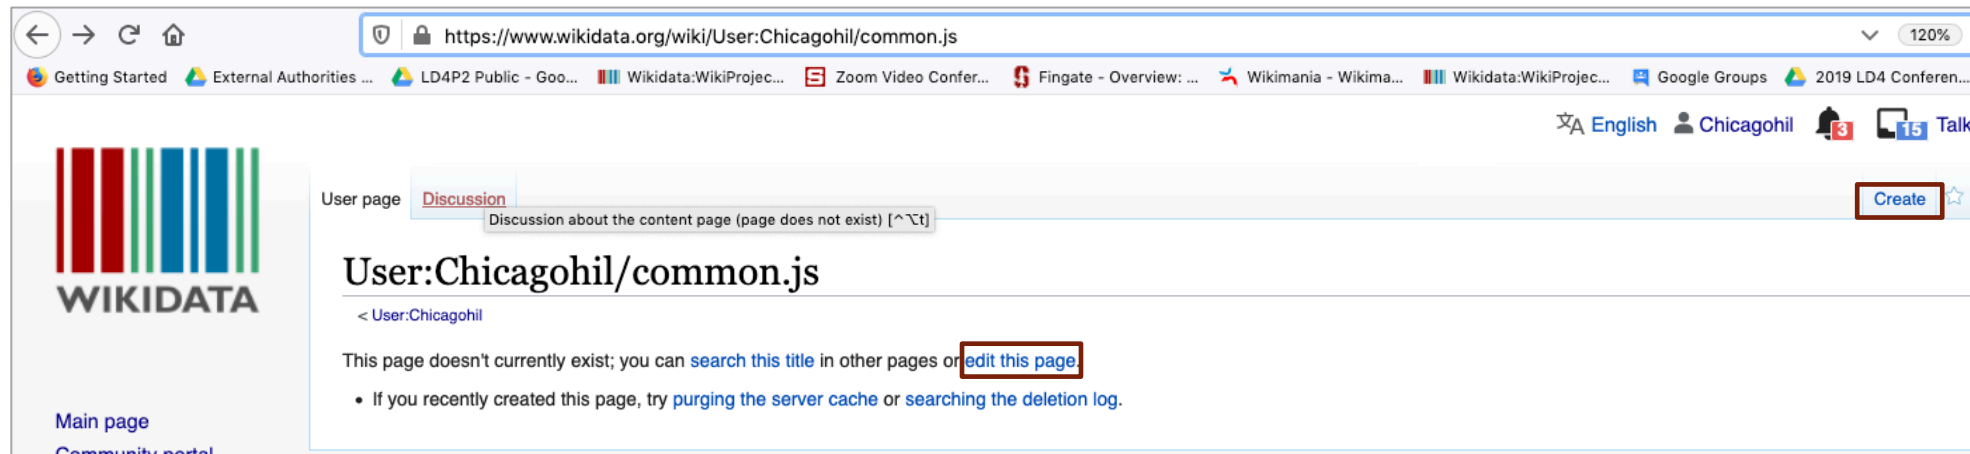 https://www.wikidata.org/wiki/User:Chicagohil/common.js 120%
Getting Started External Authorities ... LD4P2 Public - Goo... Wikidata:WikiProjec... Zoom Video Confer... Fingate - Overview: ... Wikimania - Wikima... Wikidata:WikiProjec... Google Groups 2019 LD4 Conferen...
English Chicagohil 3 15 Talk
WIKIDATA
User page Discussion Create
Discussion about the content page (page does not exist) [^⌥t]
User:Chicagohil/common.js
< User:Chicagohil
This page doesn't currently exist; you can search this title in other pages or edit this page.
• If you recently created this page, try purging the server cache or searching the deletion log.
Main page
Community portal